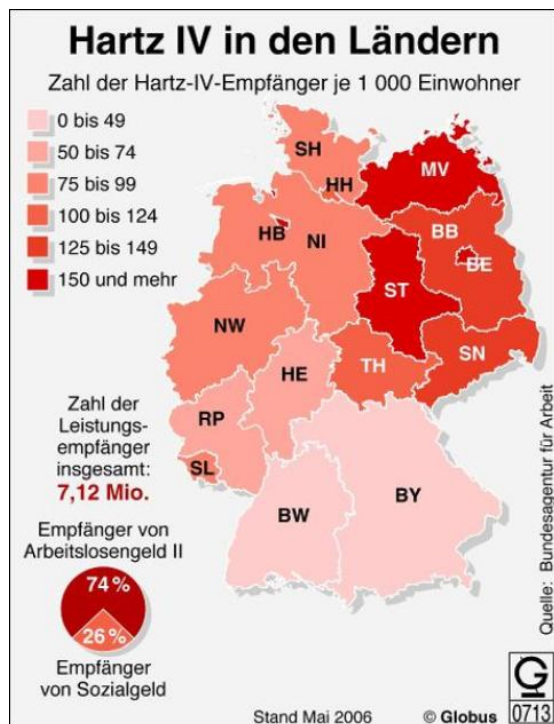 Hartz IV in den Ländern
Zahl der Hartz-IV-Empfänger je 1 000 Einwohner
0 bis 49
50 bis 74
75 bis 99
100 bis 124
125 bis 149
150 und mehr
SH
HH
MV
HB
NI
BB
BE
ST
NW
HE
TH
SN
RP
SL
BW
BY
Zahl der
Leistungs-
empfänger
insgesamt:
7,12 Mio.
Empfänger von
Arbeitslosengeld II
74 %
26 %
Empfänger
von Sozialgeld
Quelle: Bundesagentur für Arbeit
Stand Mai 2006
© Globus
G
0713